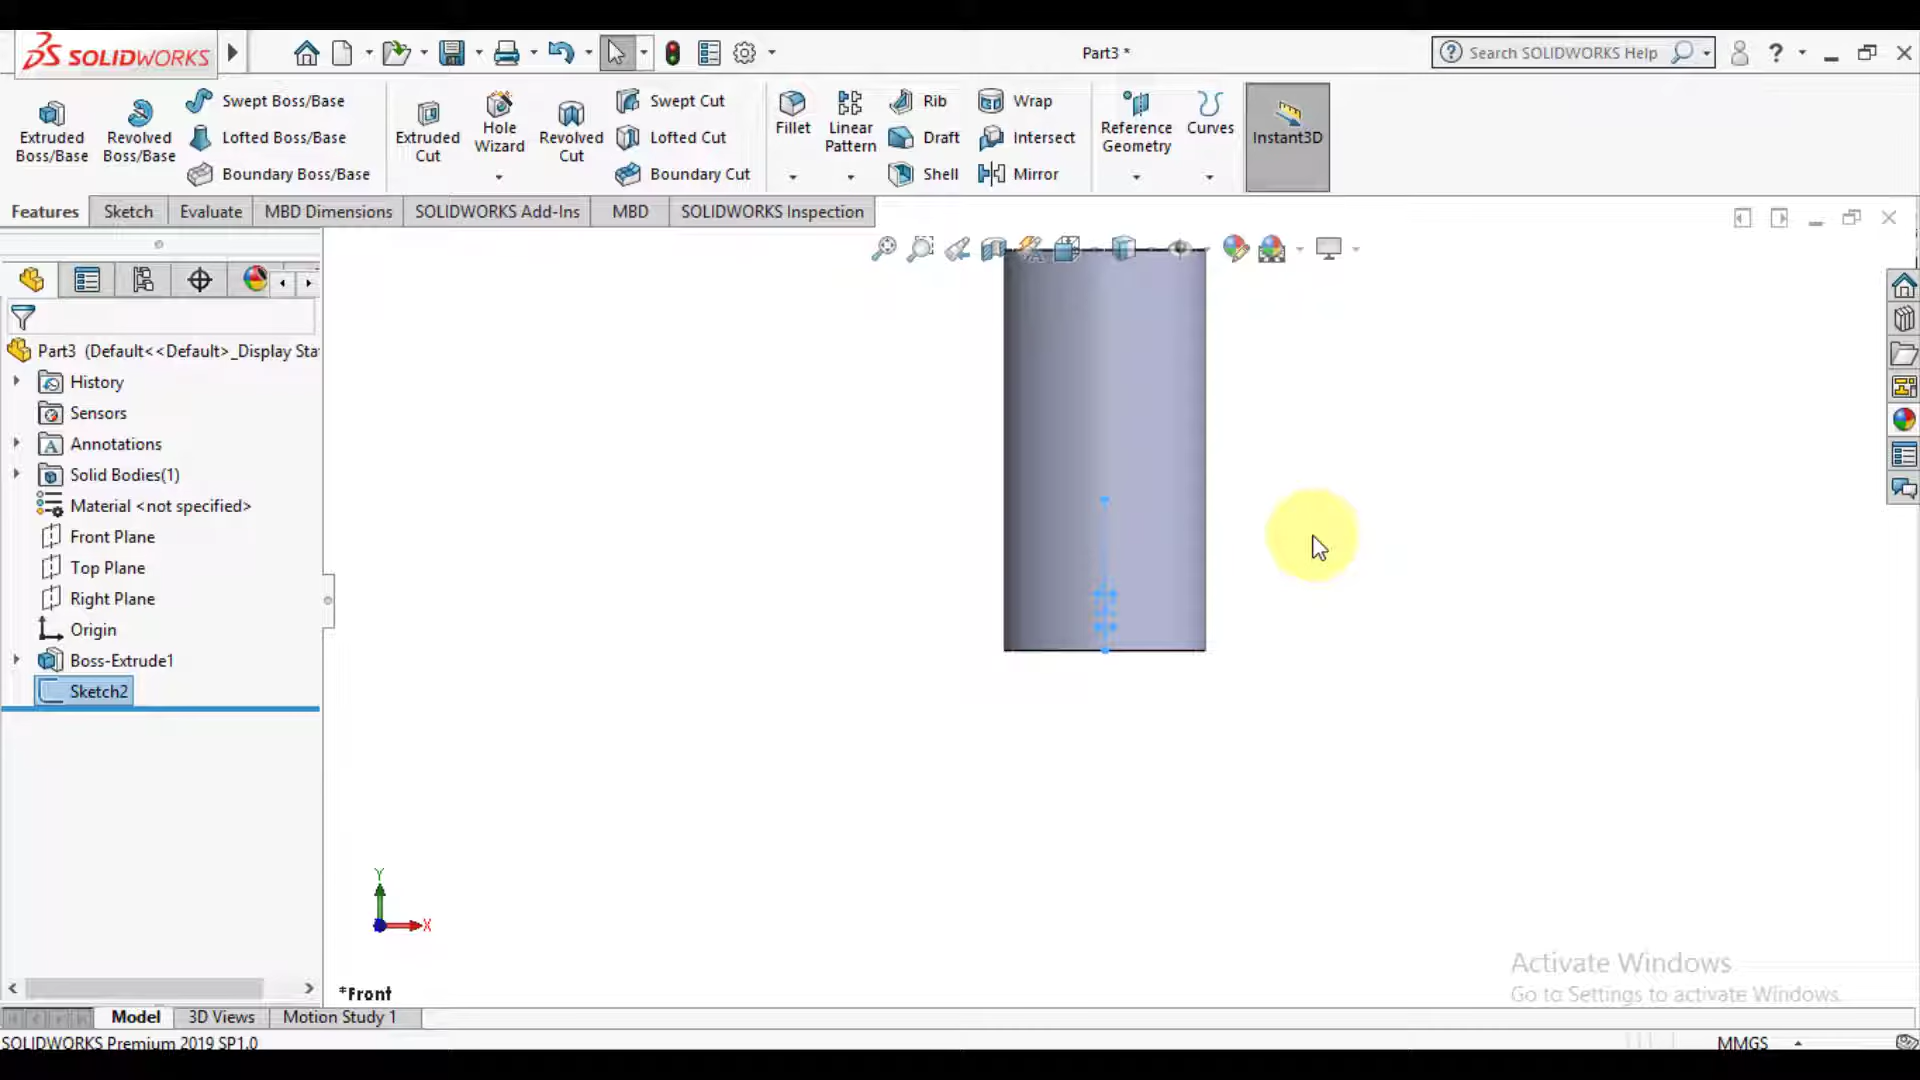 SOLIDWORKS
Part3 *
Search SOLIDWORKS Help
?
Extruded Boss/Base
Revolved Boss/Base
Swept Boss/Base
Lofted Boss/Base
Boundary Boss/Base
Extruded Cut
Hole Wizard
Revolved Cut
Swept Cut
Lofted Cut
Boundary Cut
Fillet
Linear Pattern
Rib
Draft
Shell
Wrap
Intersect
Mirror
Reference Geometry
Curves
Instant3D
Features
Sketch
Evaluate
MBD Dimensions
SOLIDWORKS Add-Ins
MBD
SOLIDWORKS Inspection
Part3 (Default<<Default>_Display Sta
History
Sensors
Annotations
Solid Bodies(1)
Material <not specified>
Front Plane
Top Plane
Right Plane
Origin
Boss-Extrude1
Sketch2
Y
X
*Front
Activate Windows
Go to Settings to activate Windows.
Model
3D Views
Motion Study 1
SOLIDWORKS Premium 2019 SP1.0
MMGS